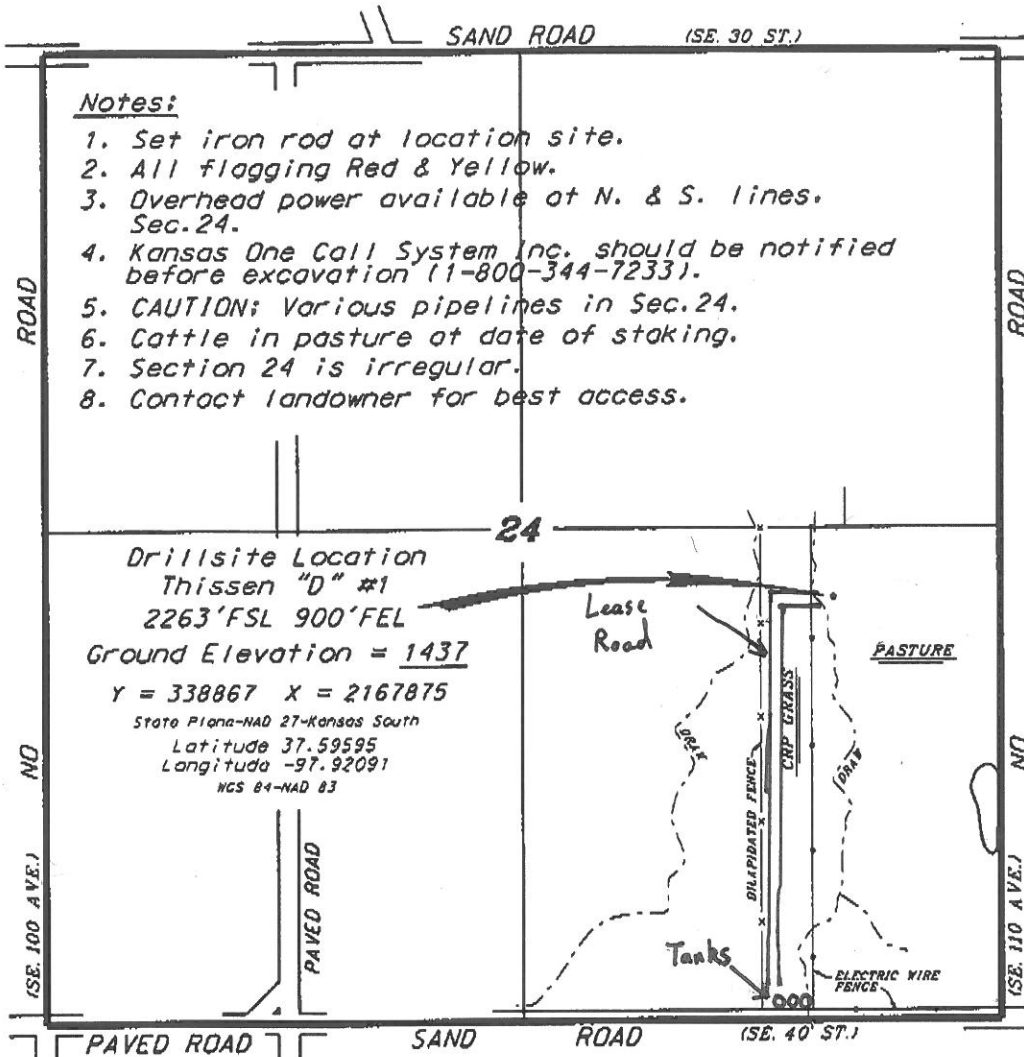 SAND ROAD (SE. 30 ST.)
Notes:
1. Set iron rod at location site.
2. All flagging Red & Yellow.
3. Overhead power available at N. & S. lines.
Sec.24.
4. Kansas One Call System Inc. should be notified
before excavation (1-800-344-7233).
5. CAUTION: Various pipelines in Sec.24.
6. Cattle in pasture at date of staking.
7. Section 24 is irregular.
8. Contact landowner for best access.
ROAD
ROAD
24
Drillsite Location
Thissen "D" #1
2263'FSL 900'FEL
Ground Elevation = 1437
Y = 338867 X = 2167875
State Plane-NAD 27-Kansas South
Latitude 37.59595
Longitude -97.92091
WGS 84-NAD 83
Lease
Road
PASTURE
CRP GRASS
DRAW
DILAPIDATED FENCE
DRAW
NO
NO
PAVED ROAD
(SE. 100 AVE.)
(SE. 110 AVE.)
Tanks
ELECTRIC WIRE
FENCE
PAVED ROAD SAND ROAD (SE. 40 ST.)